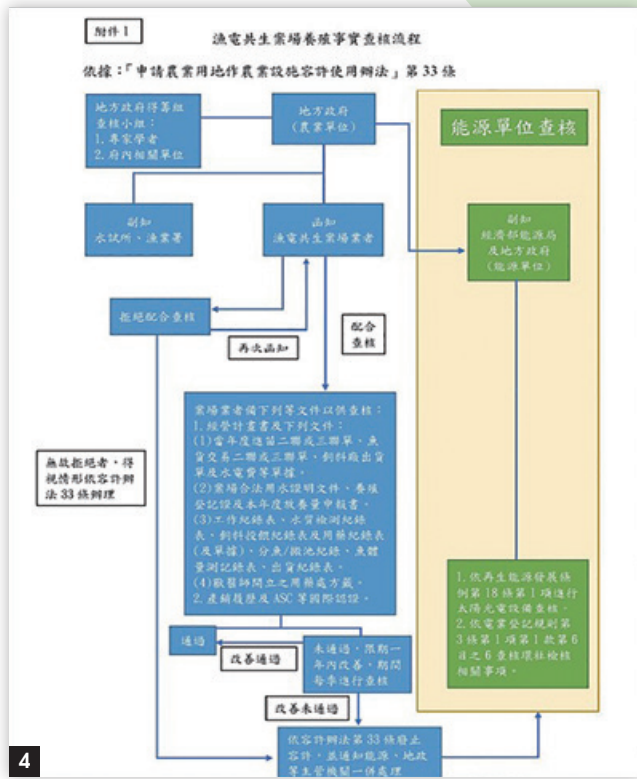 附件1
漁電共生案場養殖事實查核流程
依據：「申請農業用地作農業設施容許使用辦法」第33條
地方政府得籌組
查核小組：
1. 專家學者
2. 府內相關單位
地方政府
（農業單位）
能源單位查核
副知
水試所、漁業署
函知
漁電共生案場業者
副知
經濟部能源局
及地方政府
（能源單位）
拒絕配合查核
再次函知
配合
查核
無故拒絕者，得
視情形依容許辦
法33條辦理
案場業者備下列等文件以供查核：
1. 經營計畫書及下列文件：
(1)當年度進苗二聯或三聯單、魚
貨交易二聯或三聯單、飼料廠出貨
單及水電費等單據。
(2)案場合法用水證明文件、養殖
登記證及本年度放養量申報書。
(3)工作紀錄表、水質檢測紀錄
表、飼料投餵紀錄表及用藥紀錄表
(及單據)、分魚/搬池紀錄、魚體
量測記錄表、出貨紀錄表。
(4)獸醫師開立之用藥處方箋。
2. 產銷履歷及ASC等國際認證。
通過
改善通過
未通過，限期一
年內改善，期間
每季進行查核
改善未通過
1. 依再生能源發展條
例第18條第1項進行
太陽光電設備查核。
2. 依電業登記規則第
3條第1項第1款第6
目之6查核環社檢核
相關事項。
依容許辦法第33條廢止
容許，並通知能源、地政
等主管機關一併處理
4